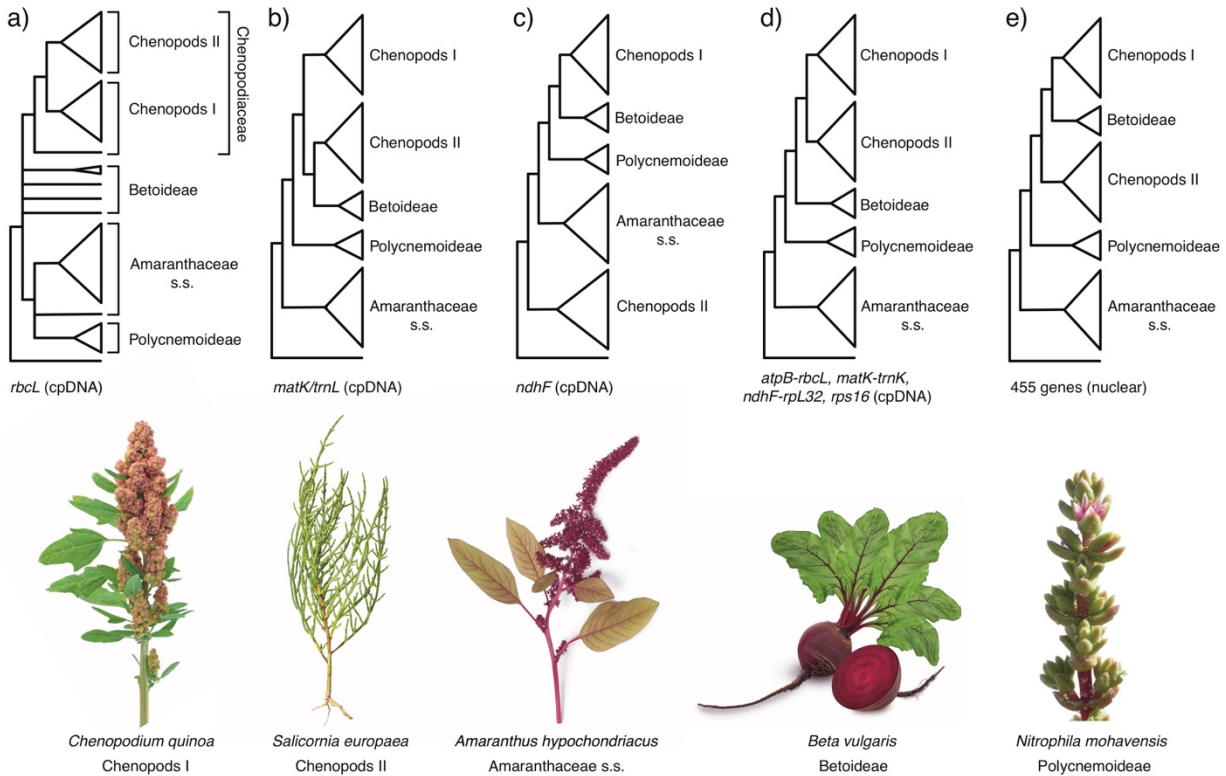 a)
Chenopods II
Chenopods I
Chenopodiaceae
Betoideae
Amaranthaceae
s.s.
Polycnemoideae
rbcL (cpDNA)
b)
Chenopods I
Chenopods II
Betoideae
Polycnemoideae
Amaranthaceae
s.s.
matK/trnL (cpDNA)
c)
Chenopods I
Betoideae
Polycnemoideae
Amaranthaceae
s.s.
Chenopods II
ndhF (cpDNA)
d)
Chenopods I
Chenopods II
Betoideae
Polycnemoideae
Amaranthaceae
s.s.
atpB-rbcL, matK-trnK,
ndhF-rpL32, rps16 (cpDNA)
e)
Chenopods I
Betoideae
Chenopods II
Polycnemoideae
Amaranthaceae
s.s.
455 genes (nuclear)
Chenopodium quinoa
Chenopods I
Salicornia europaea
Chenopods II
Amaranthus hypochondriacus
Amaranthaceae s.s.
Beta vulgaris
Betoideae
Nitrophila mohavensis
Polycnemoideae